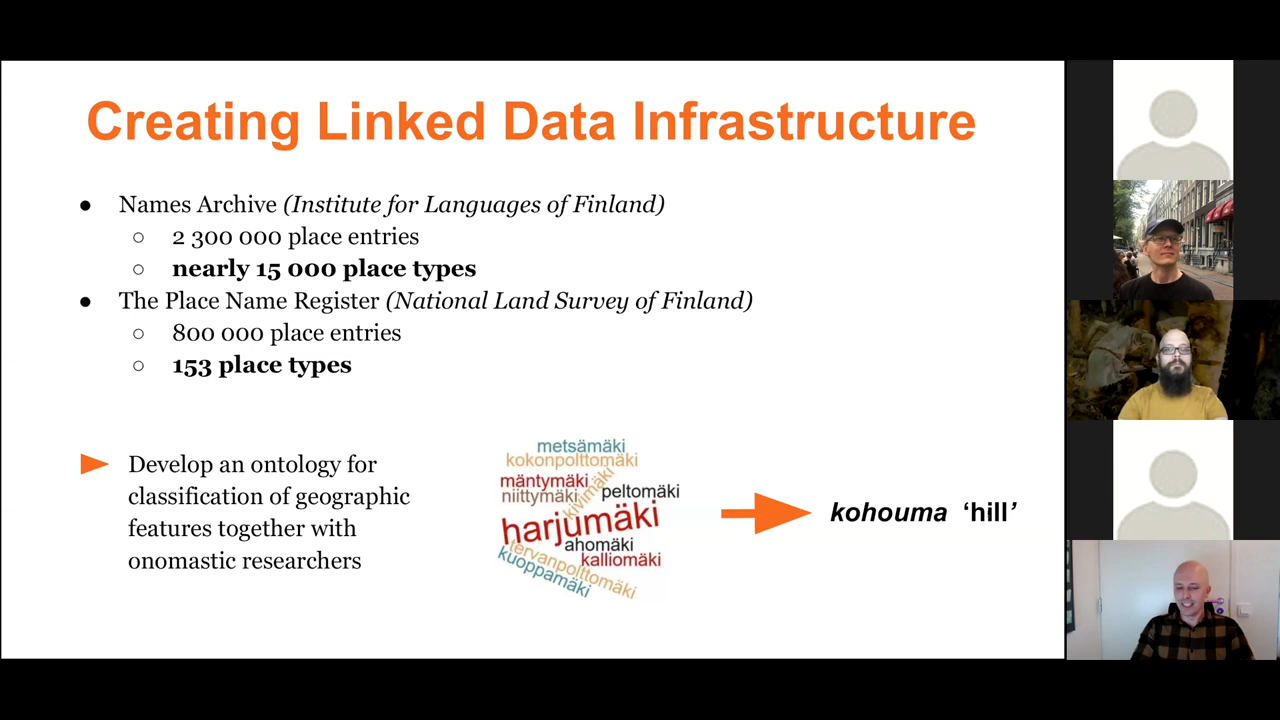 Creating Linked Data Infrastructure
● Names Archive (Institute for Languages of Finland)
○ 2 300 000 place entries
○ nearly 15 000 place types
● The Place Name Register (National Land Survey of Finland)
○ 800 000 place entries
○ 153 place types
Develop an ontology for
classification of geographic
features together with
onomastic researchers
metsämäki
kokonpolttomäki
mäntymäki
kivimäki
niittymäki
peltomäki
harjumäki
ahomäki
kalliomäki
tervanpolttomäki
kuoppamäki
kohouma ‘hill’